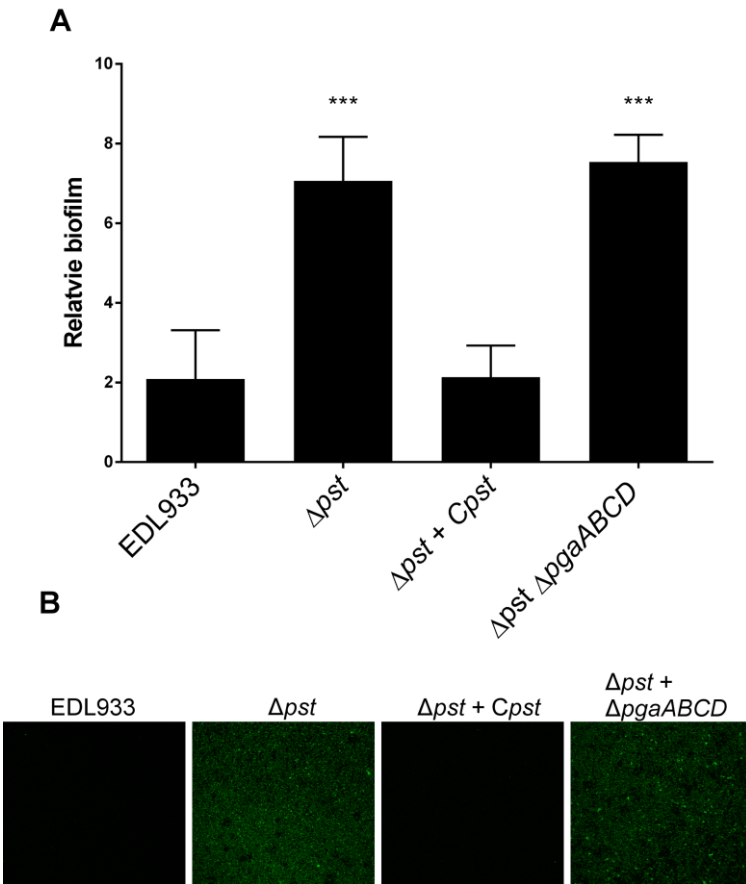 A
10
8
6
4
2
0
Relatvie biofilm
***
***
EDL933
Δpst
Δpst + Cpst
Δpst ΔpgaABCD
B
EDL933
Δpst
Δpst + Cpst
Δpst +
ΔpgaABCD